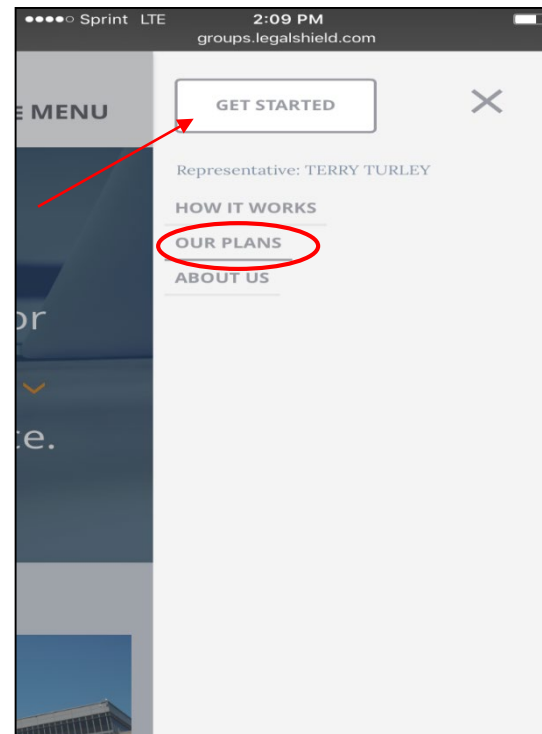 Sprint LTE 2:09 PM
groups.legalshield.com
E MENU
GET STARTED
Representative: TERRY TURLEY
HOW IT WORKS
OUR PLANS
ABOUT US
or
te.